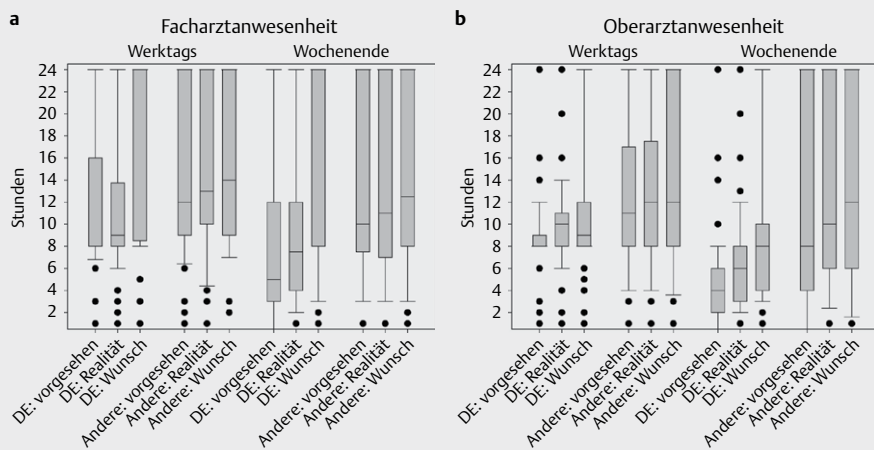 a
Facharztanwesenheit
Werktags
Wochenende
Stunden
24
22
20
18
16
14
12
10
8
6
4
2
DE: vorgesehen
DE: Realität
DE: Wunsch
Andere: vorgesehen
Andere: Realität
Andere: Wunsch
DE: vorgesehen
DE: Realität
DE: Wunsch
Andere: vorgesehen
Andere: Realität
Andere: Wunsch
b
Oberarztanwesenheit
Werktags
Wochenende
Stunden
24
22
20
18
16
14
12
10
8
6
4
2
DE: vorgesehen
DE: Realität
DE: Wunsch
Andere: vorgesehen
Andere: Realität
Andere: Wunsch
DE: vorgesehen
DE: Realität
DE: Wunsch
Andere: vorgesehen
Andere: Realität
Andere: Wunsch